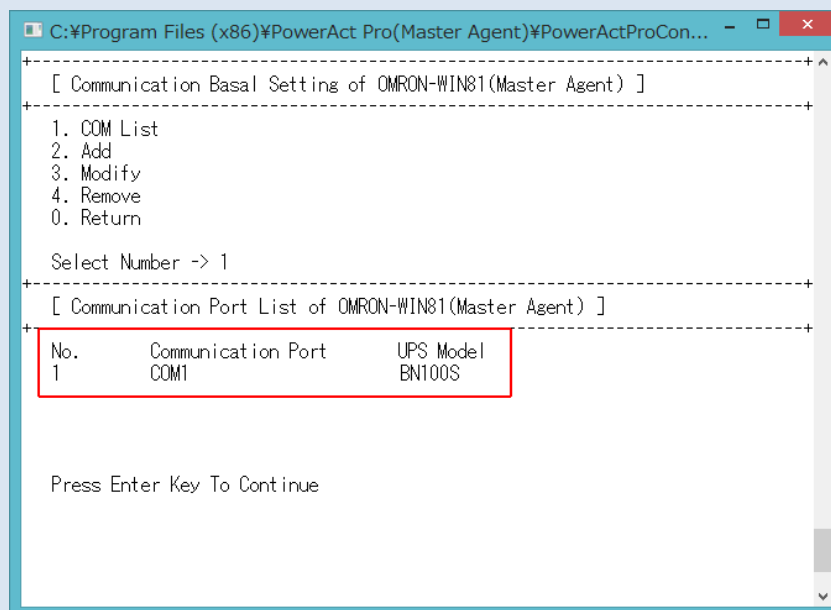 C:¥Program Files (x86)¥PowerAct Pro(Master Agent)¥PowerActProCon...
[ Communication Basal Setting of OMRON-WIN81(Master Agent) ]
1. COM List
2. Add
3. Modify
4. Remove
0. Return
Select Number -> 1
[ Communication Port List of OMRON-WIN81(Master Agent) ]
No. Communication Port UPS Model
1 COM1 BN100S
Press Enter Key To Continue